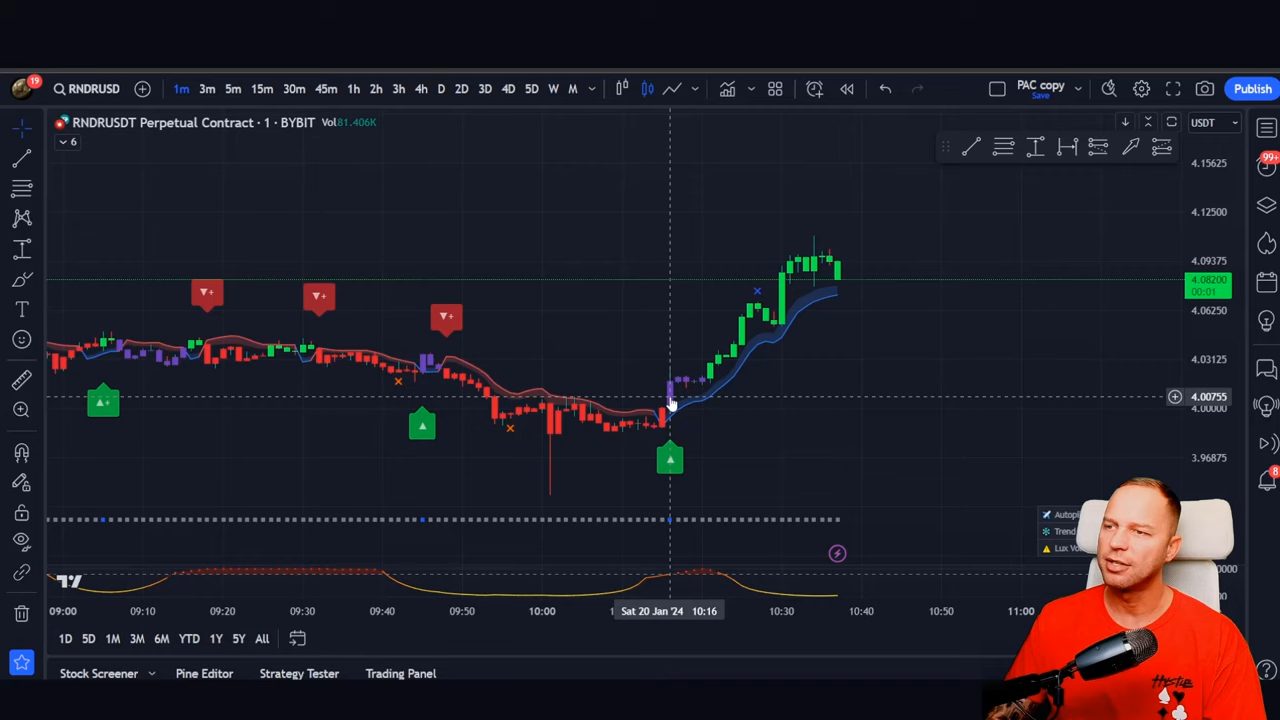 19
RNDRUSD
1m 3m 5m 15m 30m 45m 1h 2h 3h 4h D 2D 3D 4D 5D W M
PAC copy
Save
Publish
RNDRUSDT Perpetual Contract · 1 · BYBIT Vol81.406K
USDT
6
99+
4.15625
4.12500
4.09375
4.08200
00:01
4.06250
4.03125
4.00755
4.00000
3.96875
8
Trend
Lux
09:00 09:10 09:20 09:30 09:40 09:50 10:00 Sat 20 Jan '24 10:16 10:30 10:40 10:50 11:00
1D 5D 1M 3M 6M YTD 1Y 5Y All
Stock Screener Pine Editor Strategy Tester Trading Panel